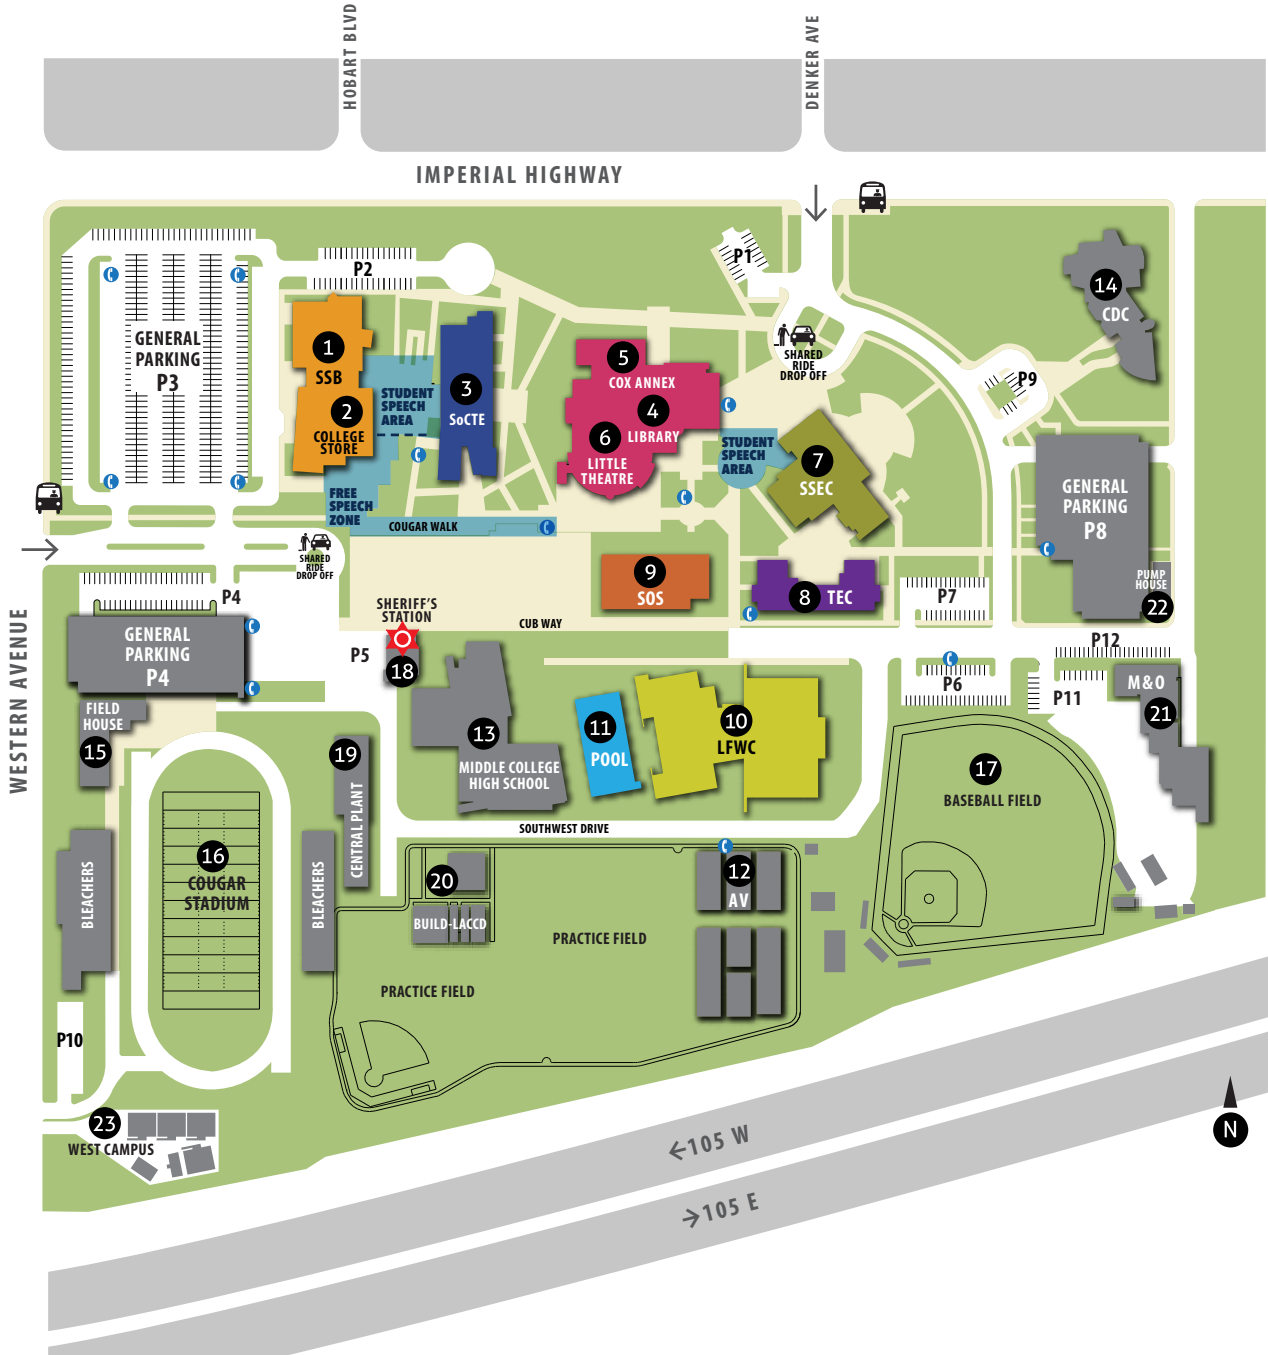 HOBART BLVD
DENKER AVE
IMPERIAL HIGHWAY
P1
P2
GENERAL
PARKING
P3
1
SSB
2
COLLEGE
STORE
STUDENT
SPEECH
AREA
3
SoCTE
FREE
SPEECH
ZONE
COUGAR WALK
5
COX ANNEX
4
LIBRARY
6
LITTLE
THEATRE
SHARED
RIDE
DROP OFF
STUDENT
SPEECH
AREA
7
SSEC
14
CDC
P9
GENERAL
PARKING
P8
PUMP
HOUSE
22
SHARED
RIDE
DROP OFF
9
SOS
8
TEC
P7
P4
SHERIFF'S
STATION
CUB WAY
P12
WESTERN AVENUE
GENERAL
PARKING
P4
P5
18
P6
P11
M&O
21
FIELD
HOUSE
15
19
CENTRAL PLANT
13
MIDDLE COLLEGE
HIGH SCHOOL
11
POOL
10
LFWC
17
BASEBALL FIELD
SOUTHWEST DRIVE
16
COUGAR
STADIUM
BLEACHERS
BLEACHERS
20
BUILD-LACCD
12
AV
PRACTICE FIELD
PRACTICE FIELD
P10
23
WEST CAMPUS
105 W
105 E
N